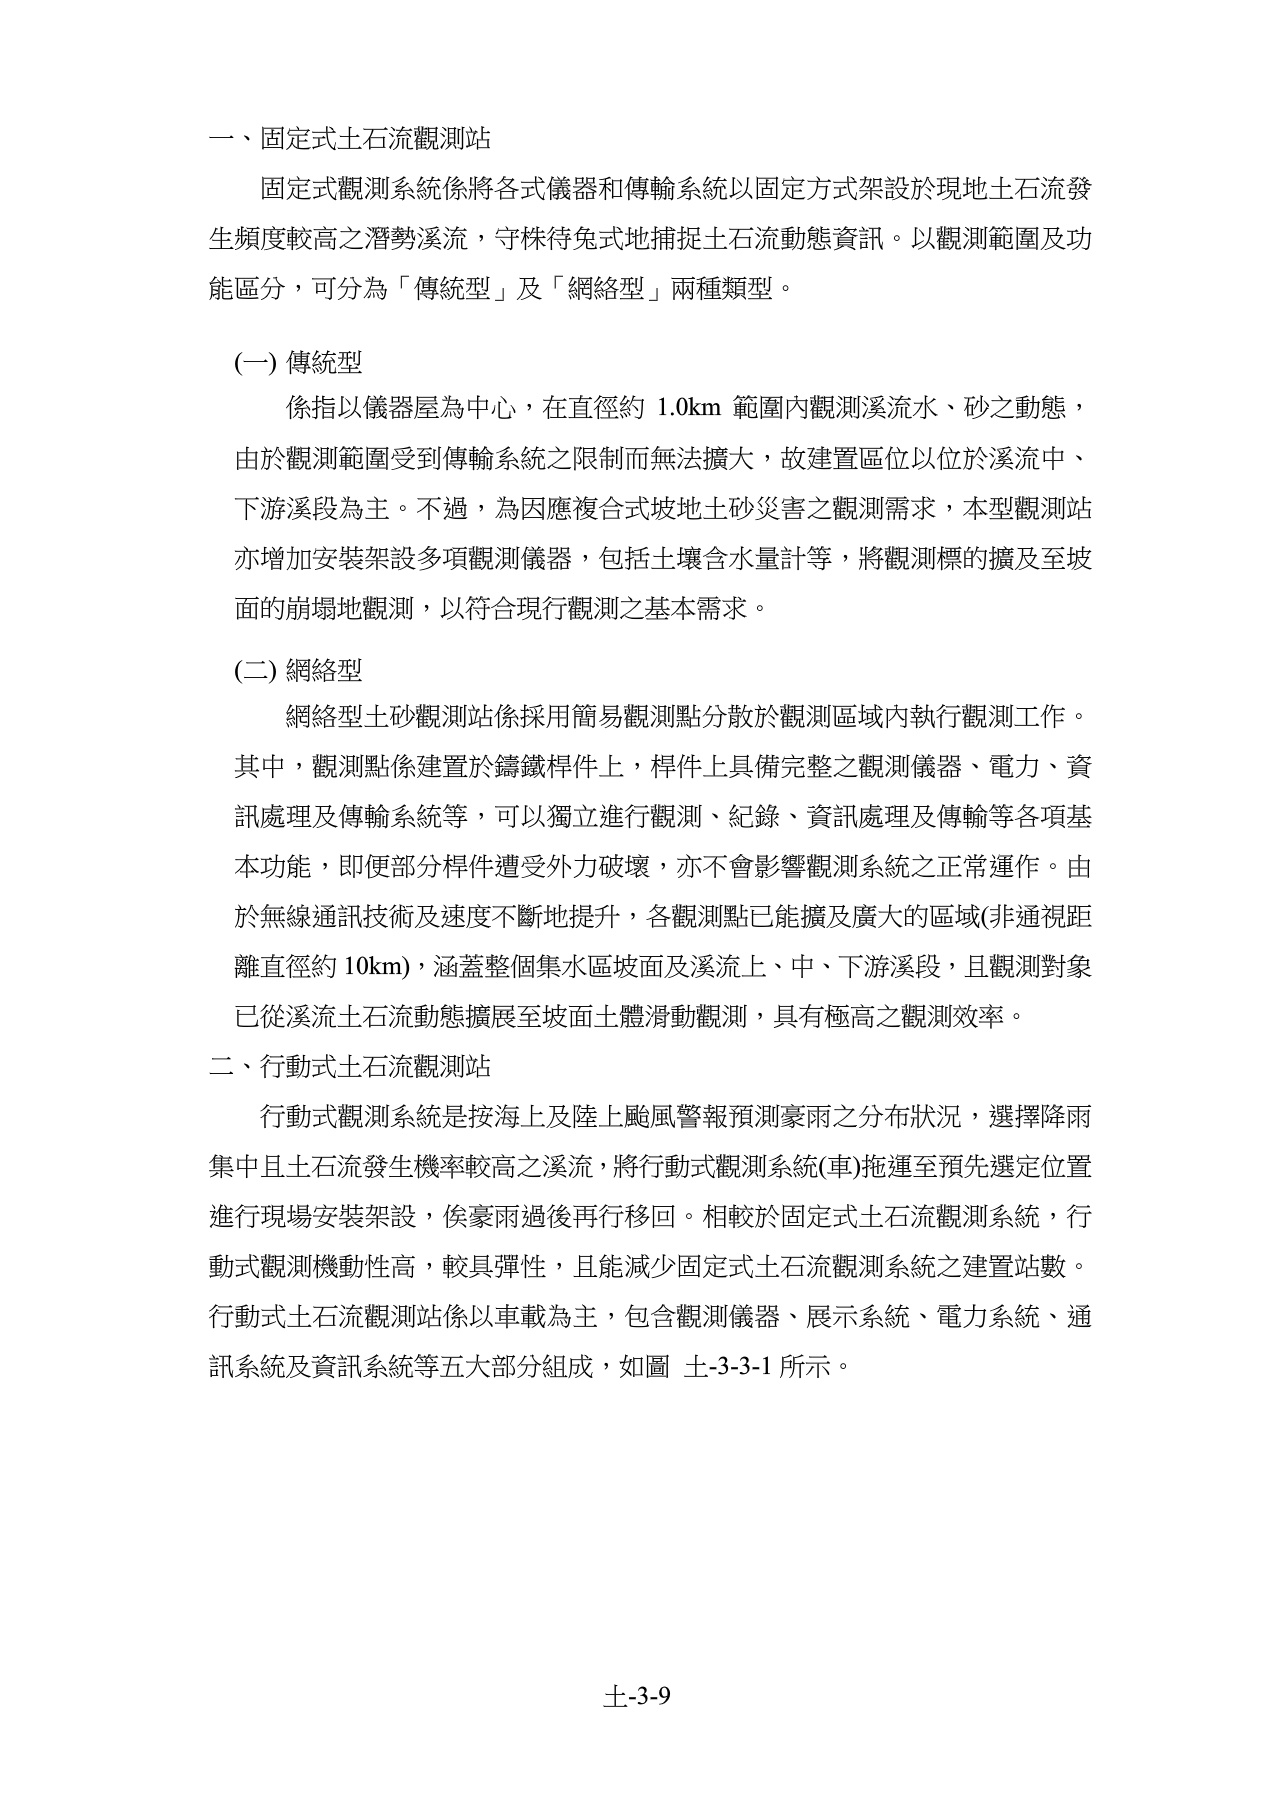 一、固定式土石流觀測站
固定式觀測系統係將各式儀器和傳輸系統以固定方式架設於現地土石流發
生頻度較高之潛勢溪流，守株待兔式地捕捉土石流動態資訊。以觀測範圍及功
能區分，可分為「傳統型」及「網絡型」兩種類型。
(一) 傳統型
係指以儀器屋為中心，在直徑約 1.0km 範圍內觀測溪流水、砂之動態，
由於觀測範圍受到傳輸系統之限制而無法擴大，故建置區位以位於溪流中、
下游溪段為主。不過，為因應複合式坡地土砂災害之觀測需求，本型觀測站
亦增加安裝架設多項觀測儀器，包括土壤含水量計等，將觀測標的擴及至坡
面的崩塌地觀測，以符合現行觀測之基本需求。
(二) 網絡型
網絡型土砂觀測站係採用簡易觀測點分散於觀測區域內執行觀測工作。
其中，觀測點係建置於鑄鐵桿件上，桿件上具備完整之觀測儀器、電力、資
訊處理及傳輸系統等，可以獨立進行觀測、紀錄、資訊處理及傳輸等各項基
本功能，即便部分桿件遭受外力破壞，亦不會影響觀測系統之正常運作。由
於無線通訊技術及速度不斷地提升，各觀測點已能擴及廣大的區域(非通視距
離直徑約 10km)，涵蓋整個集水區坡面及溪流上、中、下游溪段，且觀測對象
已從溪流土石流動態擴展至坡面土體滑動觀測，具有極高之觀測效率。
二、行動式土石流觀測站
行動式觀測系統是按海上及陸上颱風警報預測豪雨之分布狀況，選擇降雨
集中且土石流發生機率較高之溪流，將行動式觀測系統(車)拖運至預先選定位置
進行現場安裝架設，俟豪雨過後再行移回。相較於固定式土石流觀測系統，行
動式觀測機動性高，較具彈性，且能減少固定式土石流觀測系統之建置站數。
行動式土石流觀測站係以車載為主，包含觀測儀器、展示系統、電力系統、通
訊系統及資訊系統等五大部分組成，如圖 土-3-3-1 所示。
土-3-9